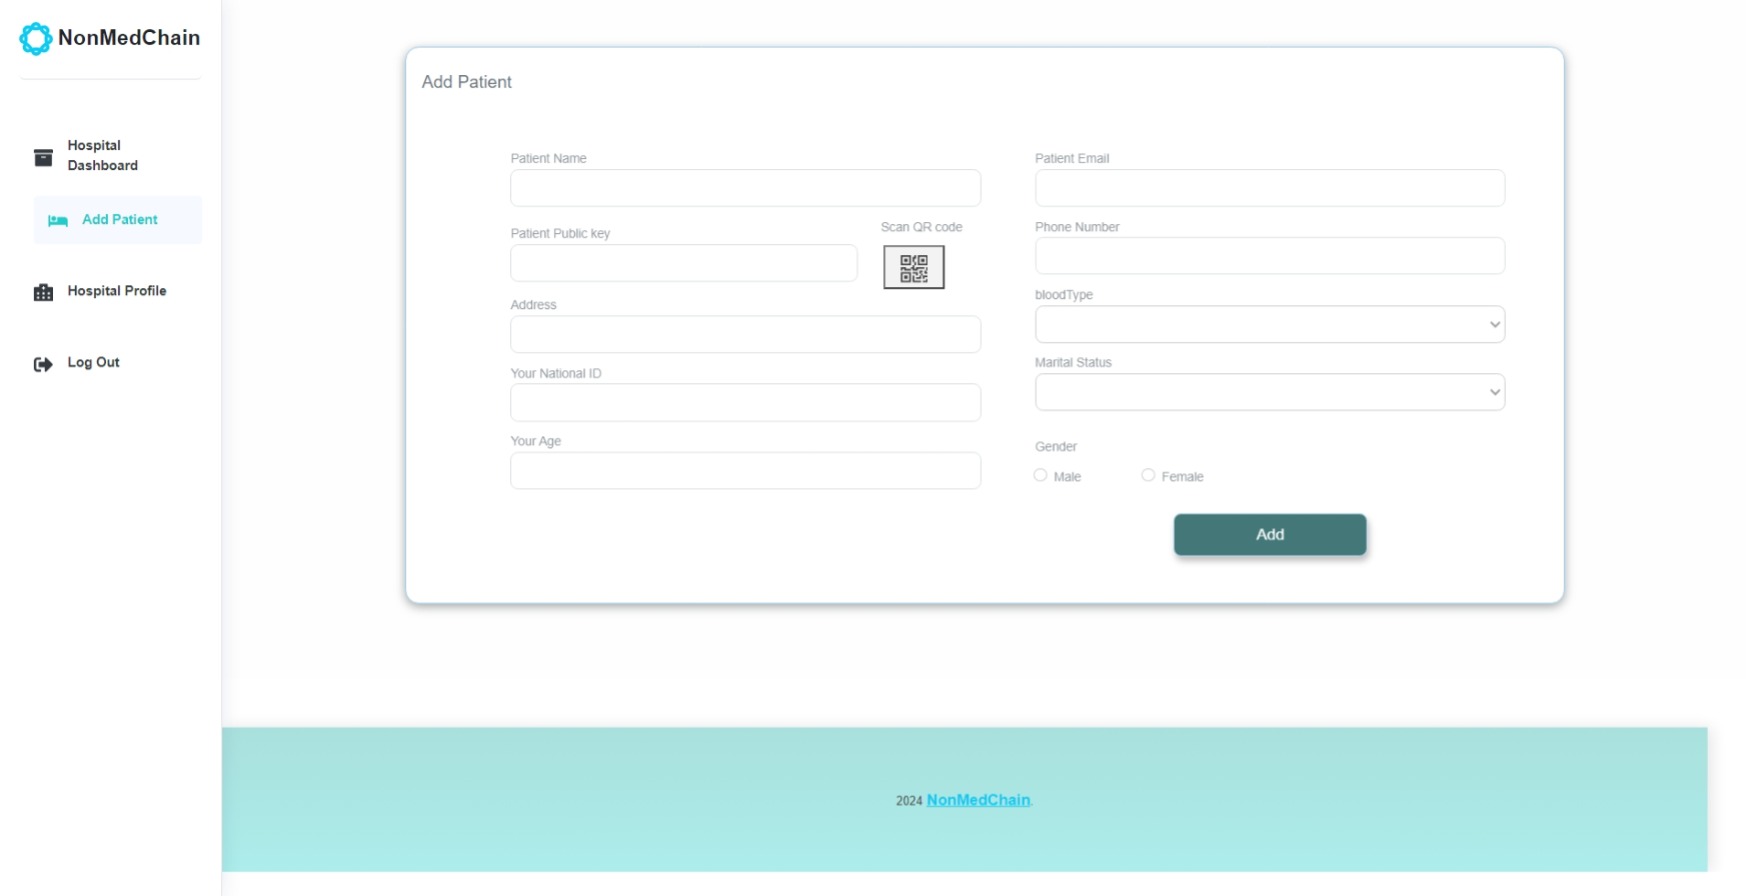 NonMedChain
Hospital
Dashboard
Add Patient
Hospital Profile
Log Out
Add Patient
Patient Name
Patient Public key
Scan QR code
Address
Your National ID
Your Age
Patient Email
Phone Number
bloodType
Marital Status
Gender
Male
Female
Add
2024 NonMedChain.